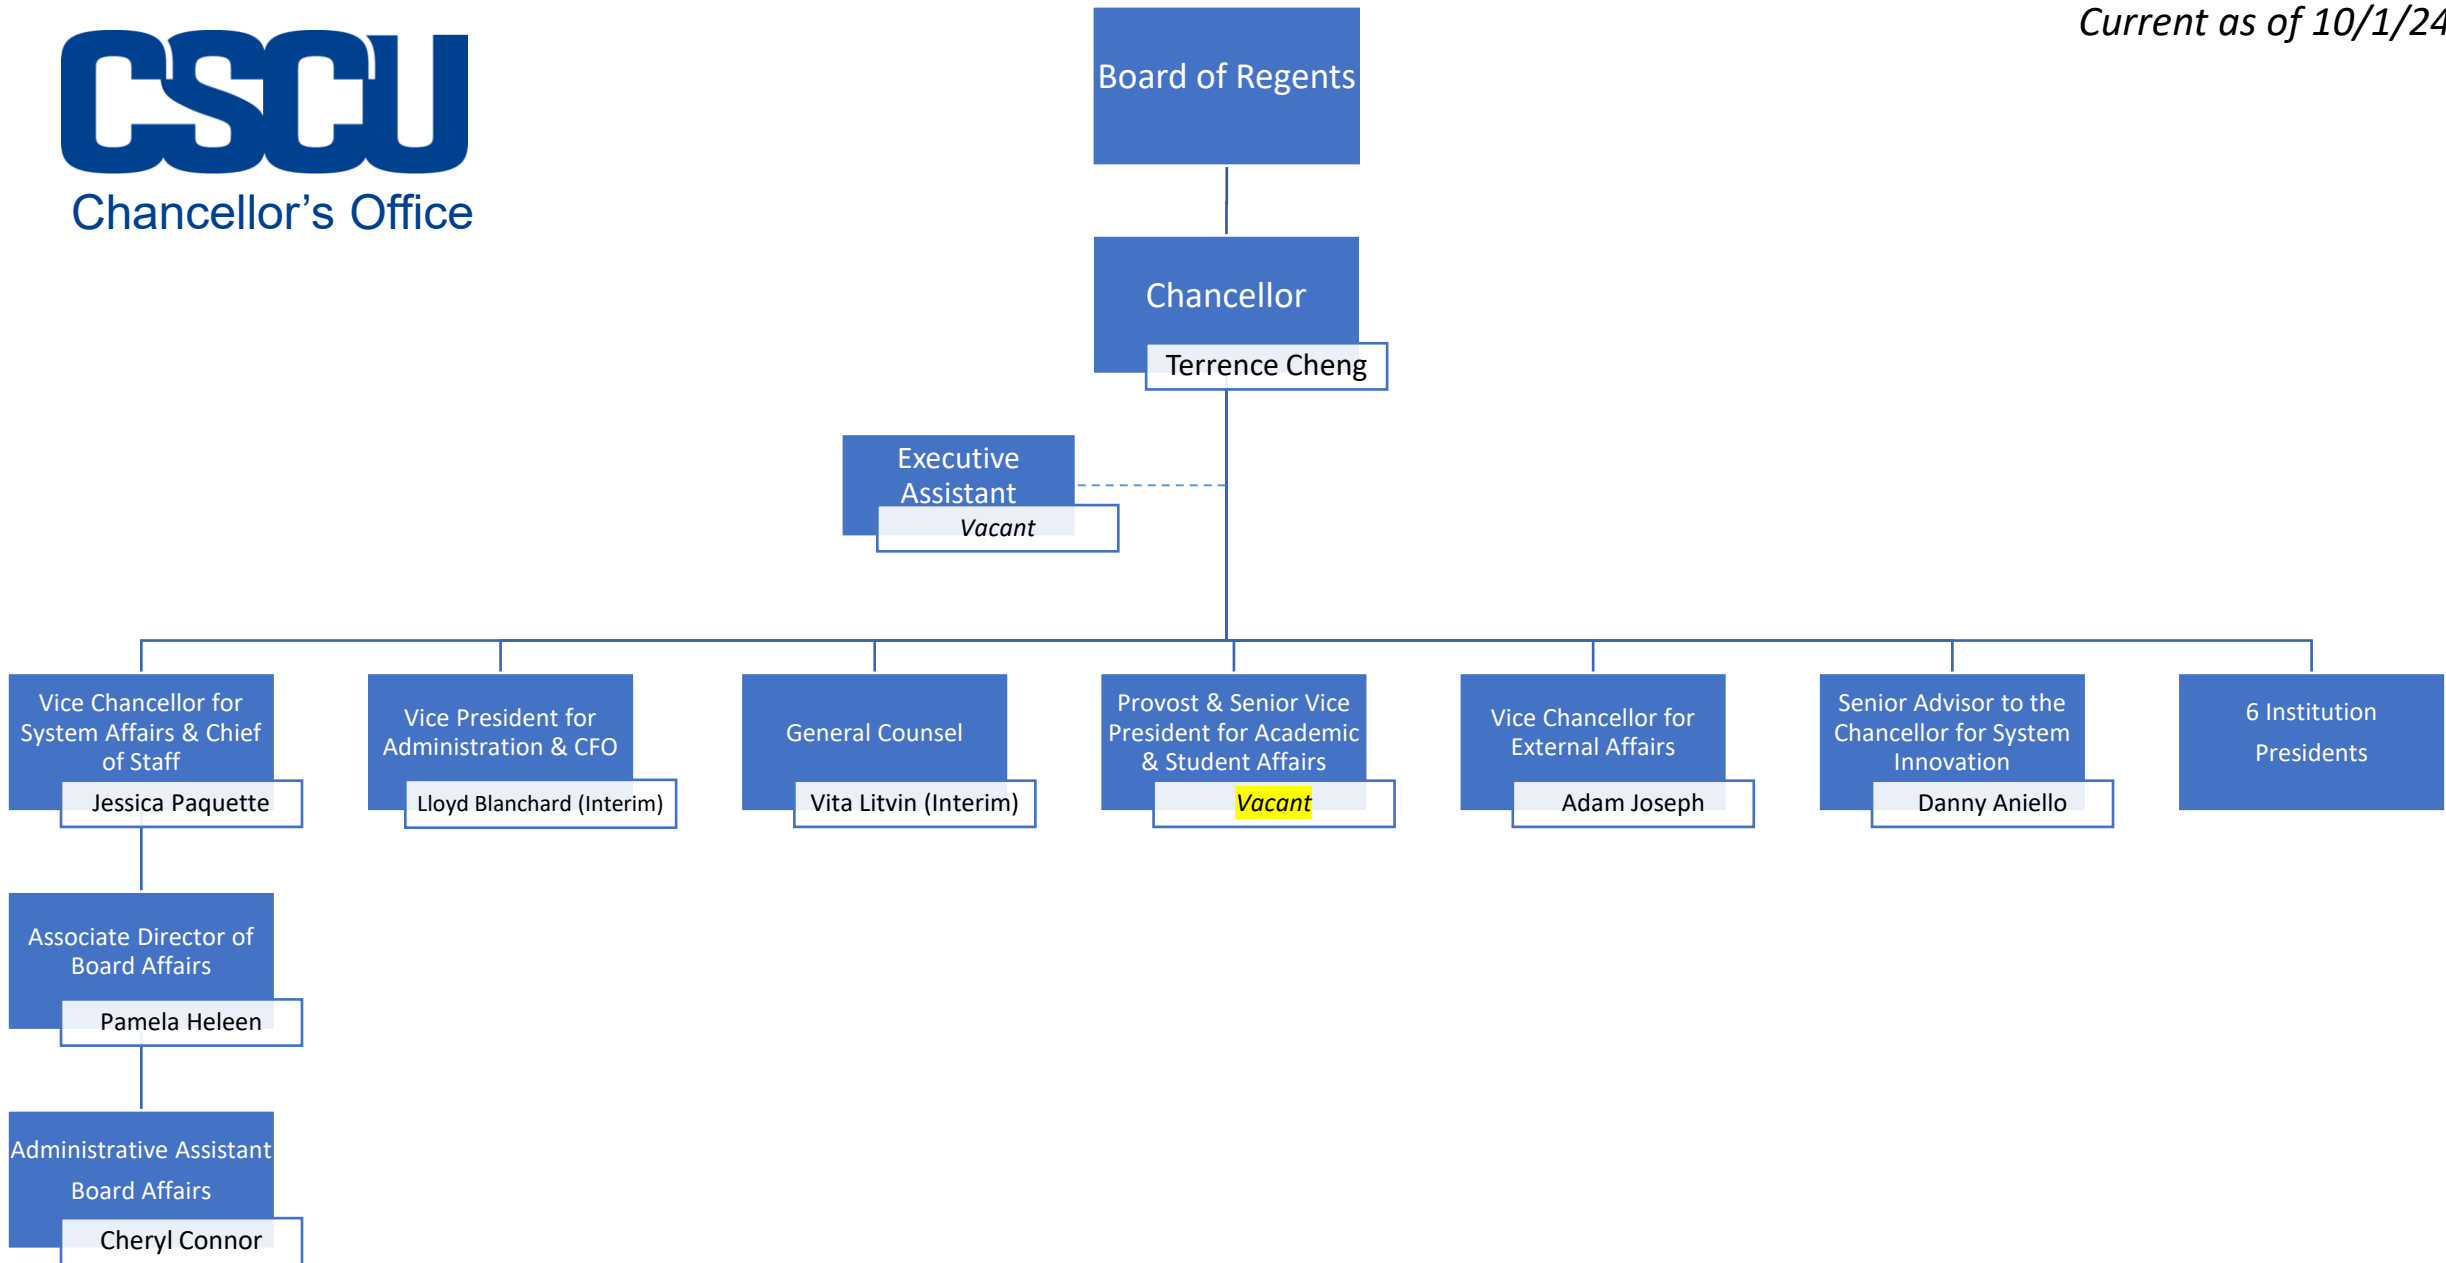 Current as of 10/1/24
CSCU
Chancellor's Office
Board of Regents
Chancellor
Terrence Cheng
Executive
Assistant
Vacant
Vice Chancellor for
System Affairs & Chief
of Staff
Jessica Paquette
Vice President for
Administration & CFO
Lloyd Blanchard (Interim)
General Counsel
Vita Litvin (Interim)
Provost & Senior Vice
President for Academic
& Student Affairs
Vacant
Vice Chancellor for
External Affairs
Adam Joseph
Senior Advisor to the
Chancellor for System
Innovation
Danny Aniello
6 Institution
Presidents
Associate Director of
Board Affairs
Pamela Heleen
Administrative Assistant
Board Affairs
Cheryl Connor